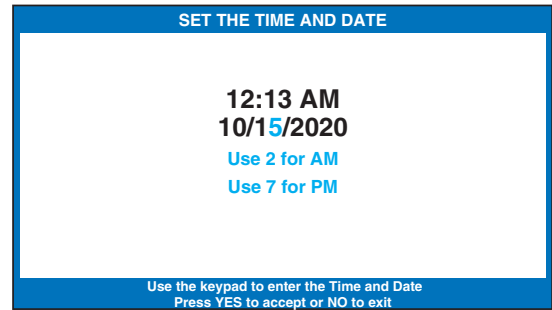 SET THE TIME AND DATE
12:13 AM
10/15/2020
Use 2 for AM
Use 7 for PM
Use the keypad to enter the Time and Date
Press YES to accept or NO to exit